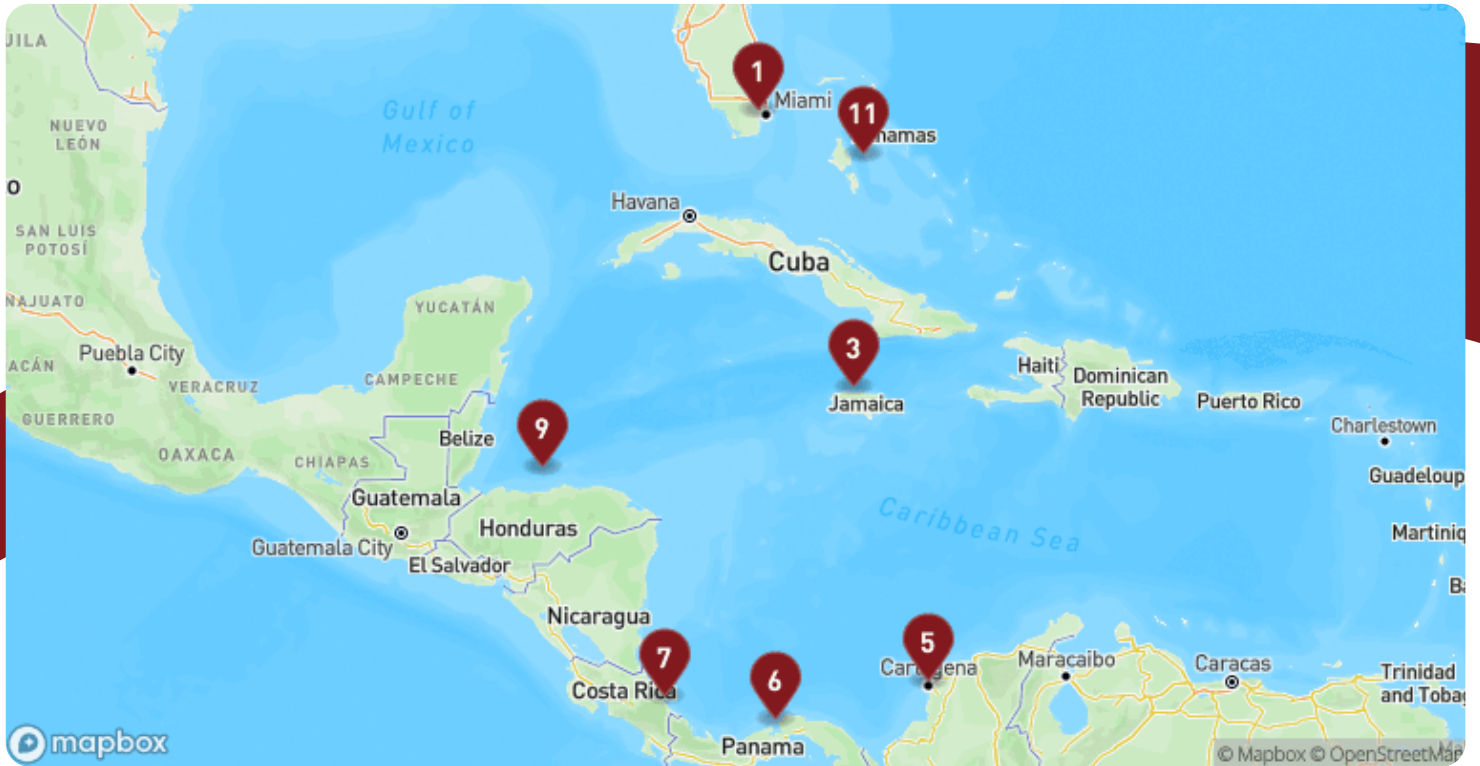 UILA
Gulf of
Mexico
1
Miami
11
hamas
NUEVO
LEÓN
O
Havana
SAN LUIS
POTOSÍ
Cuba
NAJUATO
YUCATÁN
Puebla City
3
ACÁN
VERACRUZ
CAMPECHE
Haiti
Dominican
Republic
Jamaica
Puerto Rico
GUERRERO
9
Belize
Charlestown
OAXACA
CHIAPAS
Guadeloup
Guatemala
Honduras
Caribbean Sea
Martiniq
Guatemala City
El Salvador
Ba
Nicaragua
7
5
6
Cartagena
Maracaibo
Caracas
Trinidad
and Tobag
Costa Rica
Panama
mapbox
© Mapbox © OpenStreetMap